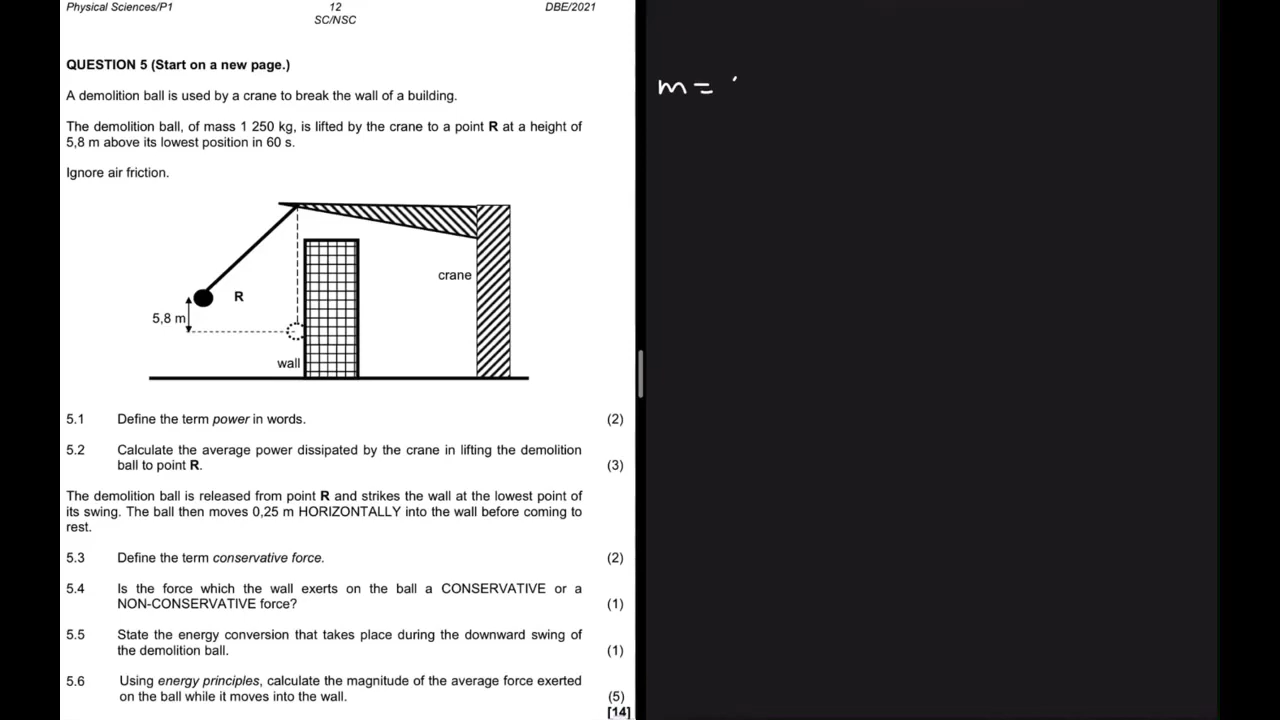 Physical Sciences/P1 12 DBE/2021
SC/NSC
QUESTION 5 (Start on a new page.)
A demolition ball is used by a crane to break the wall of a building.
The demolition ball, of mass 1 250 kg, is lifted by the crane to a point R at a height of
5,8 m above its lowest position in 60 s.
Ignore air friction.
crane
R
5,8 m
wall
5.1 Define the term power in words. (2)
5.2 Calculate the average power dissipated by the crane in lifting the demolition
ball to point R. (3)
The demolition ball is released from point R and strikes the wall at the lowest point of
its swing. The ball then moves 0,25 m HORIZONTALLY into the wall before coming to
rest.
5.3 Define the term conservative force. (2)
5.4 Is the force which the wall exerts on the ball a CONSERVATIVE or a
NON-CONSERVATIVE force? (1)
5.5 State the energy conversion that takes place during the downward swing of
the demolition ball. (1)
5.6 Using energy principles, calculate the magnitude of the average force exerted
on the ball while it moves into the wall. (5)
[14]
m =